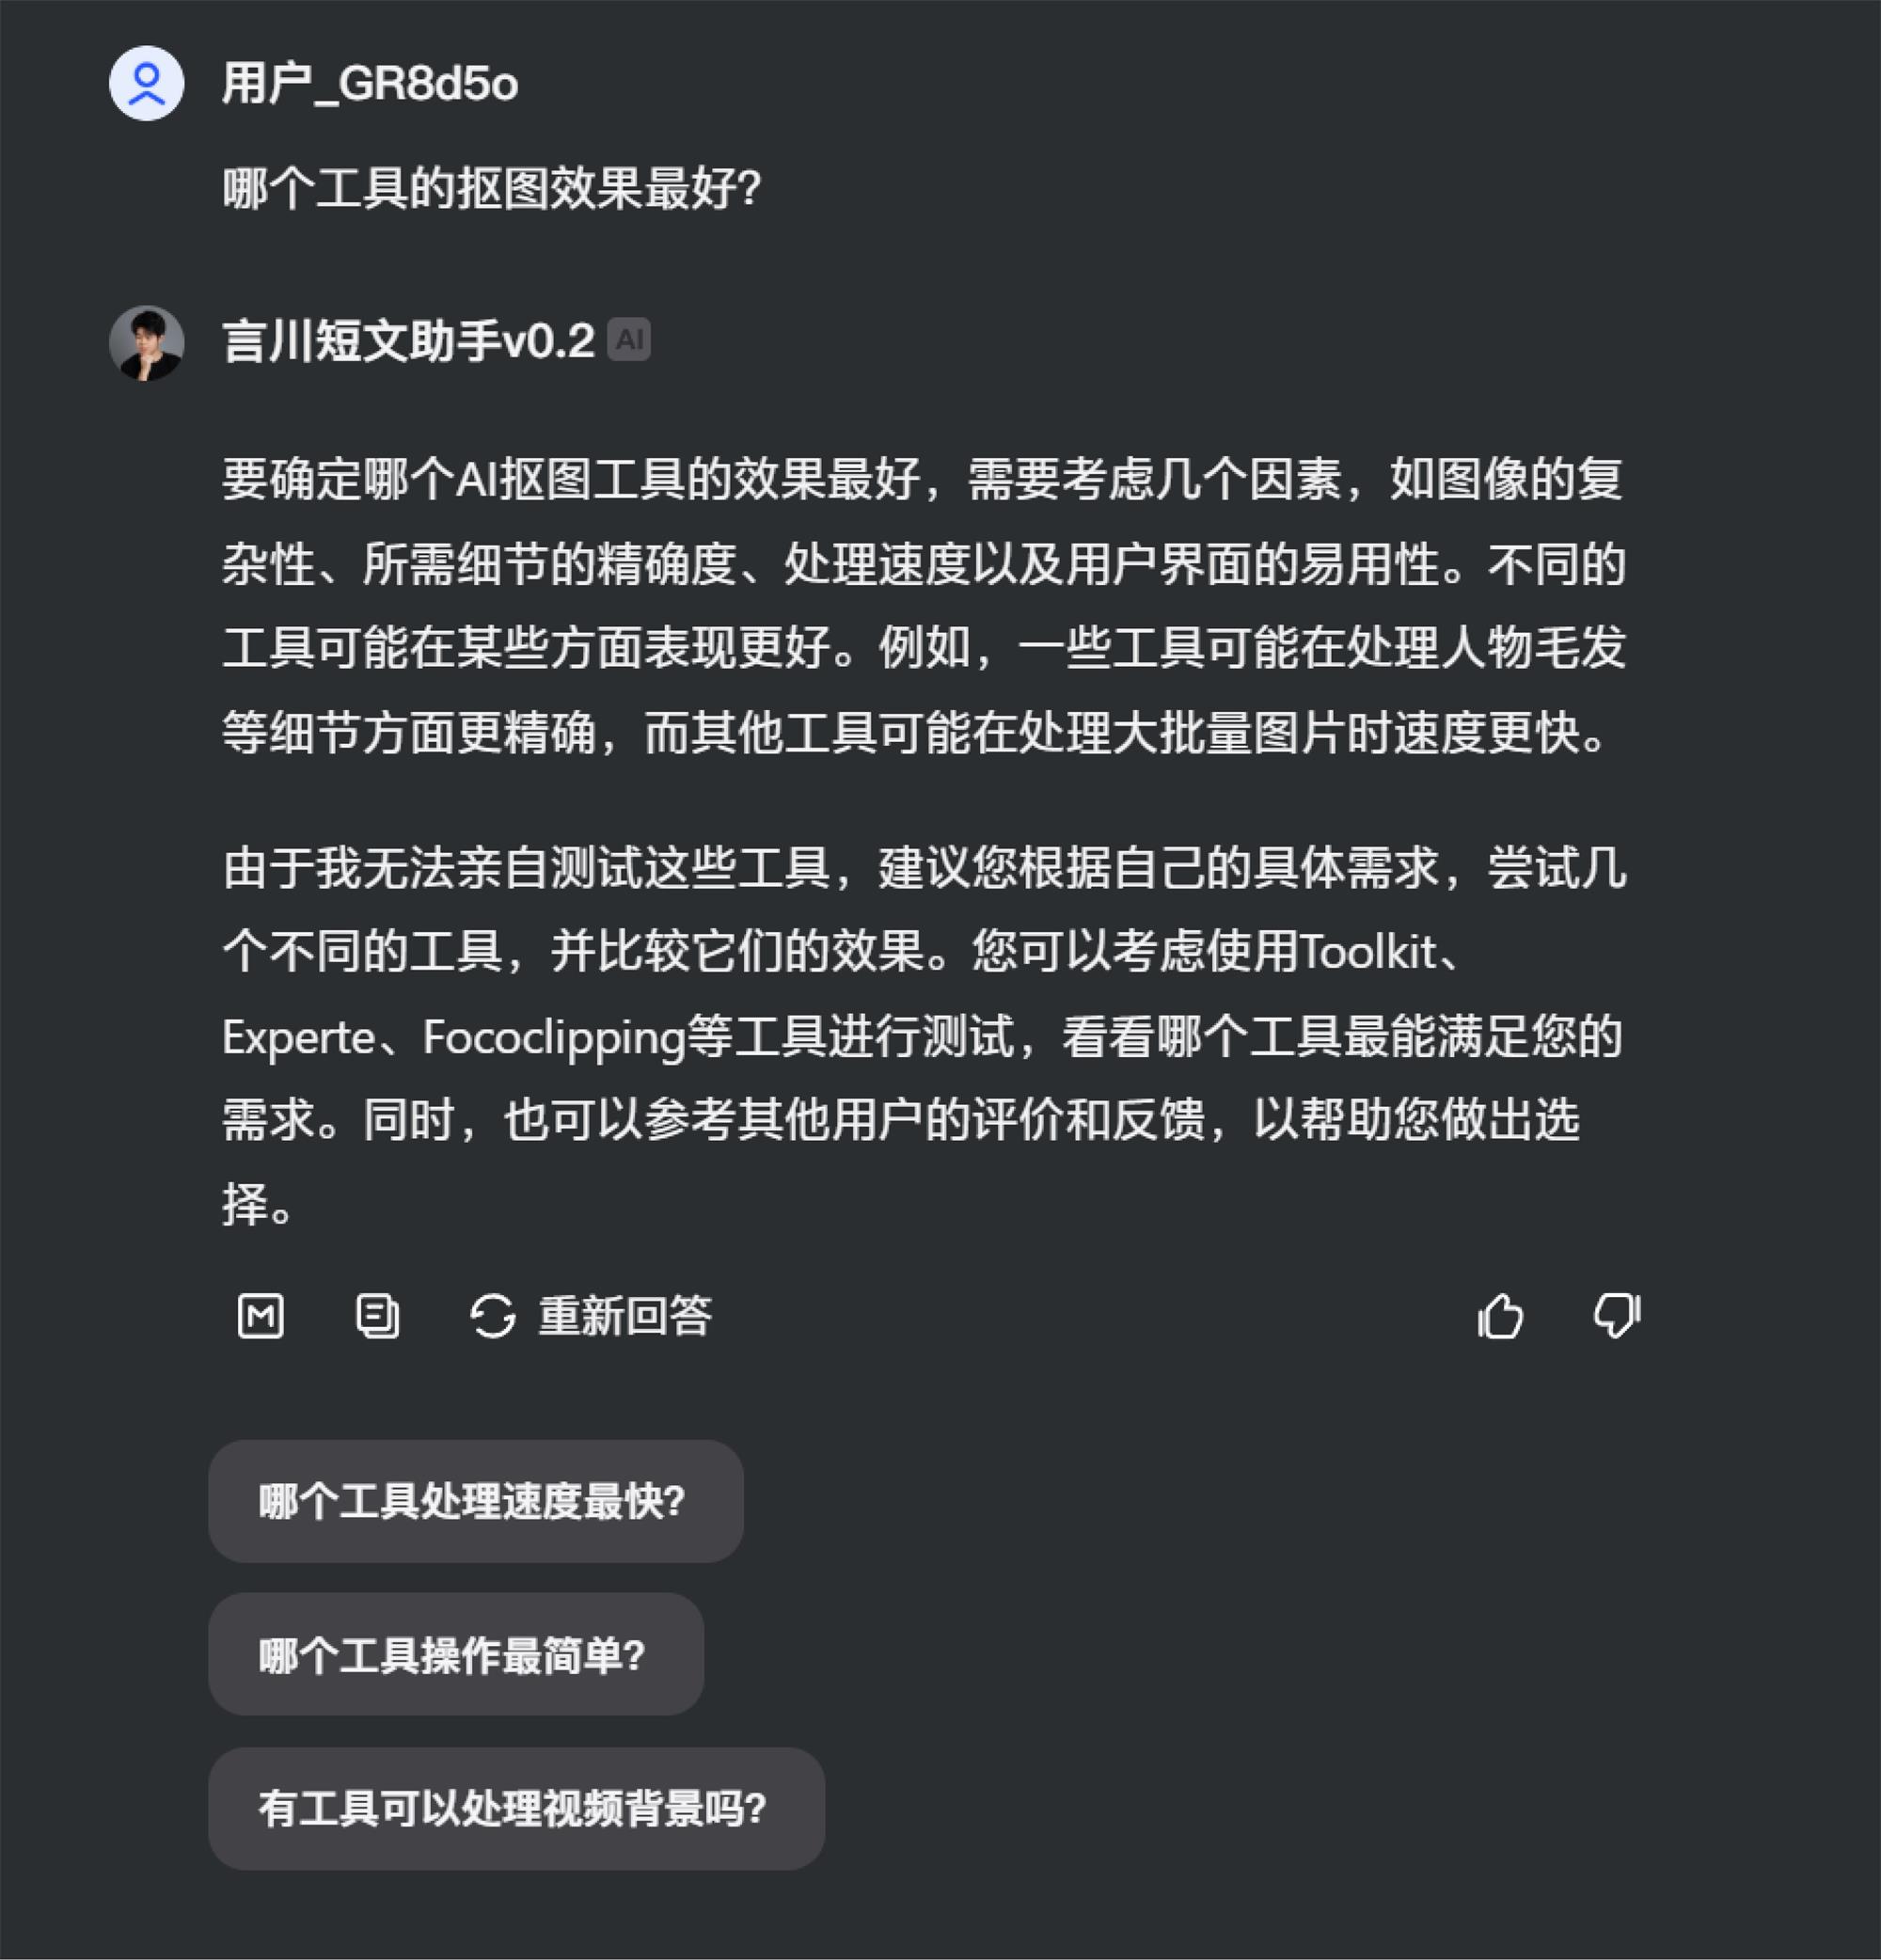 用户_GR8d5o
哪个工具的抠图效果最好?
言川短文助手v0.2 AI
要确定哪个AI抠图工具的效果最好，需要考虑几个因素，如图像的复
杂性、所需细节的精确度、处理速度以及用户界面的易用性。不同的
工具可能在某些方面表现更好。例如，一些工具可能在处理人物毛发
等细节方面更精确，而其他工具可能在处理大批量图片时速度更快。
由于我无法亲自测试这些工具，建议您根据自己的具体需求，尝试几
个不同的工具，并比较它们的效果。您可以考虑使用Toolkit、
Experte、Fococlipping等工具进行测试，看看哪个工具最能满足您的
需求。同时，也可以参考其他用户的评价和反馈，以帮助您做出选
择。
重新回答
哪个工具处理速度最快?
哪个工具操作最简单?
有工具可以处理视频背景吗?